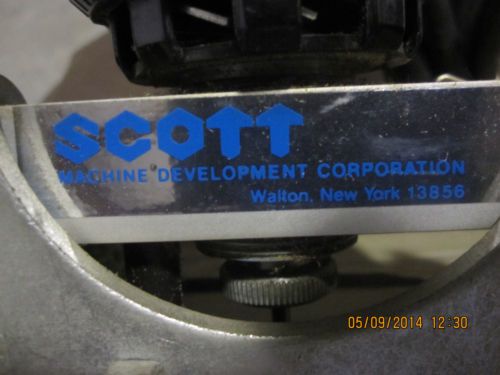 SCOTT
MACHINE DEVELOPMENT CORPORATION
Walton, New York 13856
05/09/2014 12:30